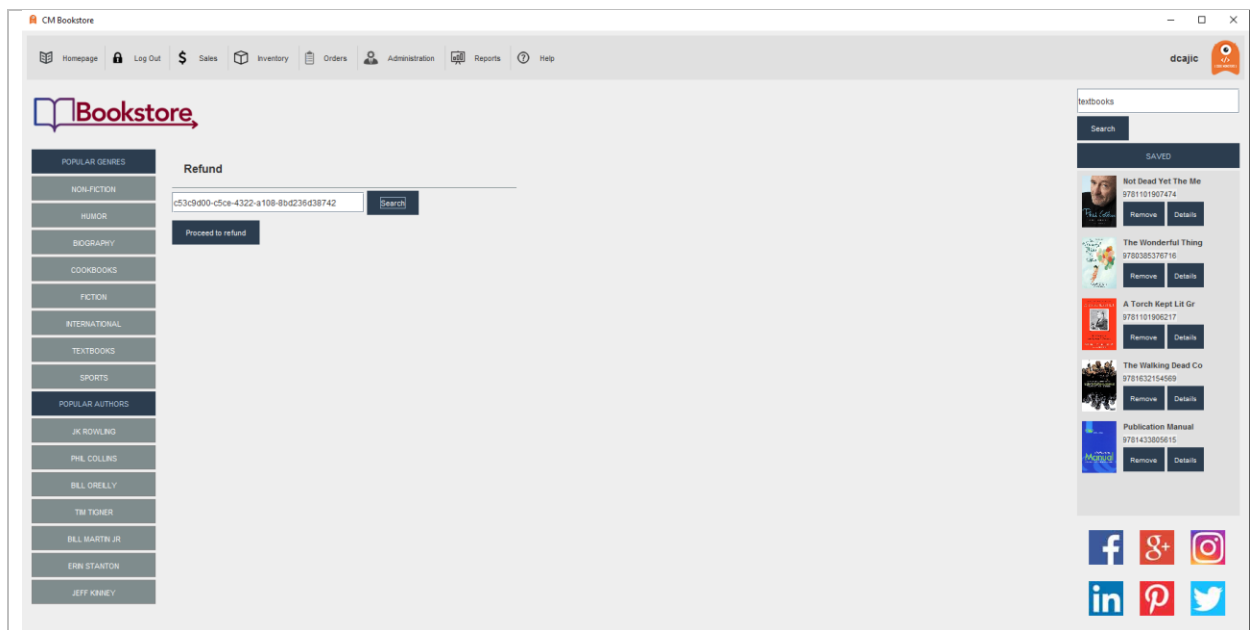 CM Bookstore
Homepage Log Out Sales Inventory Orders Administration Reports Help
dcajic
Bookstore
textbooks
Search
SAVED
POPULAR GENRES
NON-FICTION
HUMOR
BIOGRAPHY
COOKBOOKS
FICTION
INTERNATIONAL
TEXTBOOKS
SPORTS
POPULAR AUTHORS
JK ROWLING
PHIL COLLINS
BILL OREILLY
TIM TIGNER
BILL MARTIN JR
ERIN STANTON
JEFF KINNEY
Refund
c53c9d00-c5ce-4322-a108-8bd236d38742 Search
Proceed to refund
Not Dead Yet The Me
9781101907474
Remove Details
The Wonderful Thing
9780385376716
Remove Details
A Torch Kept Lit Gr
9781101906217
Remove Details
The Walking Dead Co
9781632154569
Remove Details
Publication Manual
9781433805615
Remove Details
Manual